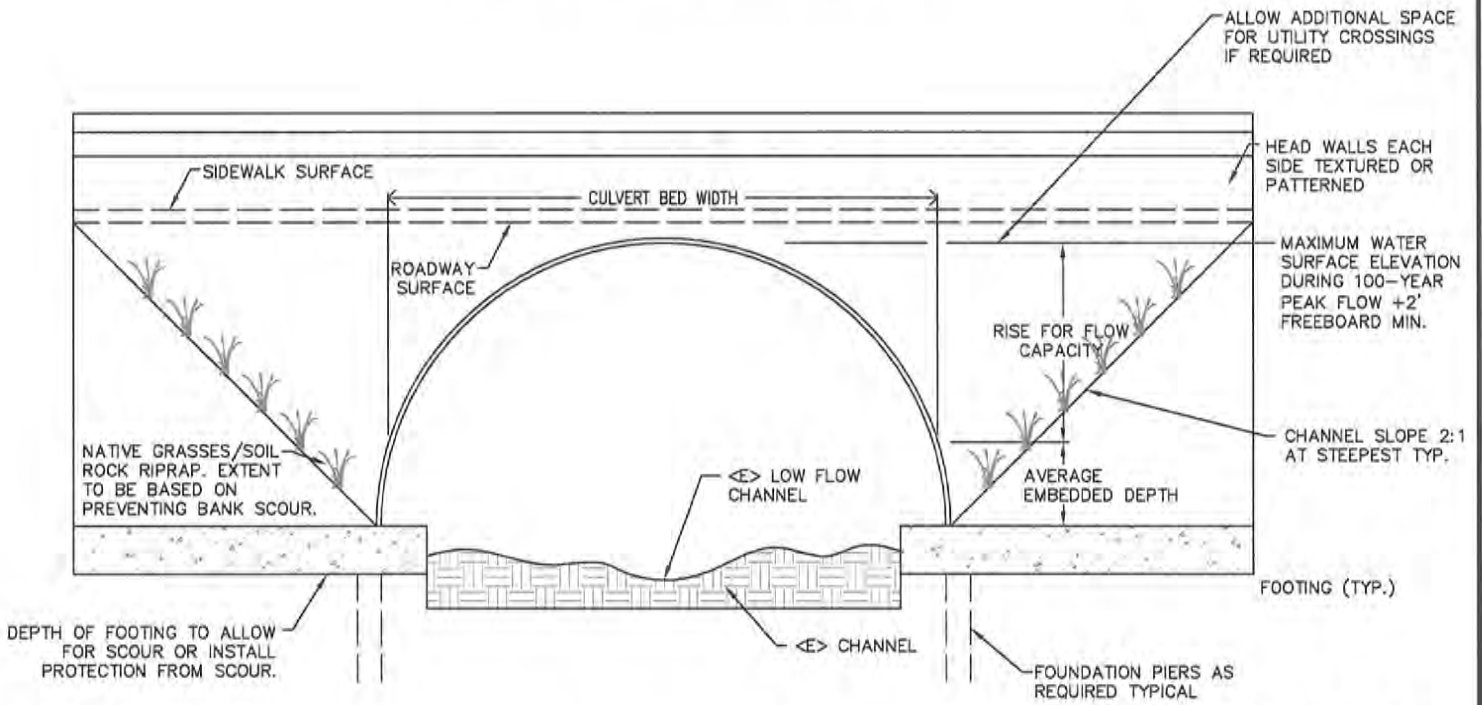 ALLOW ADDITIONAL SPACE
FOR UTILITY CROSSINGS
IF REQUIRED
HEAD WALLS EACH
SIDE TEXTURED OR
PATTERNED
SIDEWALK SURFACE
CULVERT BED WIDTH
ROADWAY
SURFACE
MAXIMUM WATER
SURFACE ELEVATION
DURING 100-YEAR
PEAK FLOW +2'
FREEBOARD MIN.
RISE FOR FLOW
CAPACITY
CHANNEL SLOPE 2:1
AT STEEPEST TYP.
NATIVE GRASSES/SOIL
ROCK RIPRAP. EXTENT
TO BE BASED ON
PREVENTING BANK SCOUR.
<E> LOW FLOW
CHANNEL
AVERAGE
EMBEDDED DEPTH
FOOTING (TYP.)
DEPTH OF FOOTING TO ALLOW
FOR SCOUR OR INSTALL
PROTECTION FROM SCOUR.
<E> CHANNEL
FOUNDATION PIERS AS
REQUIRED TYPICAL